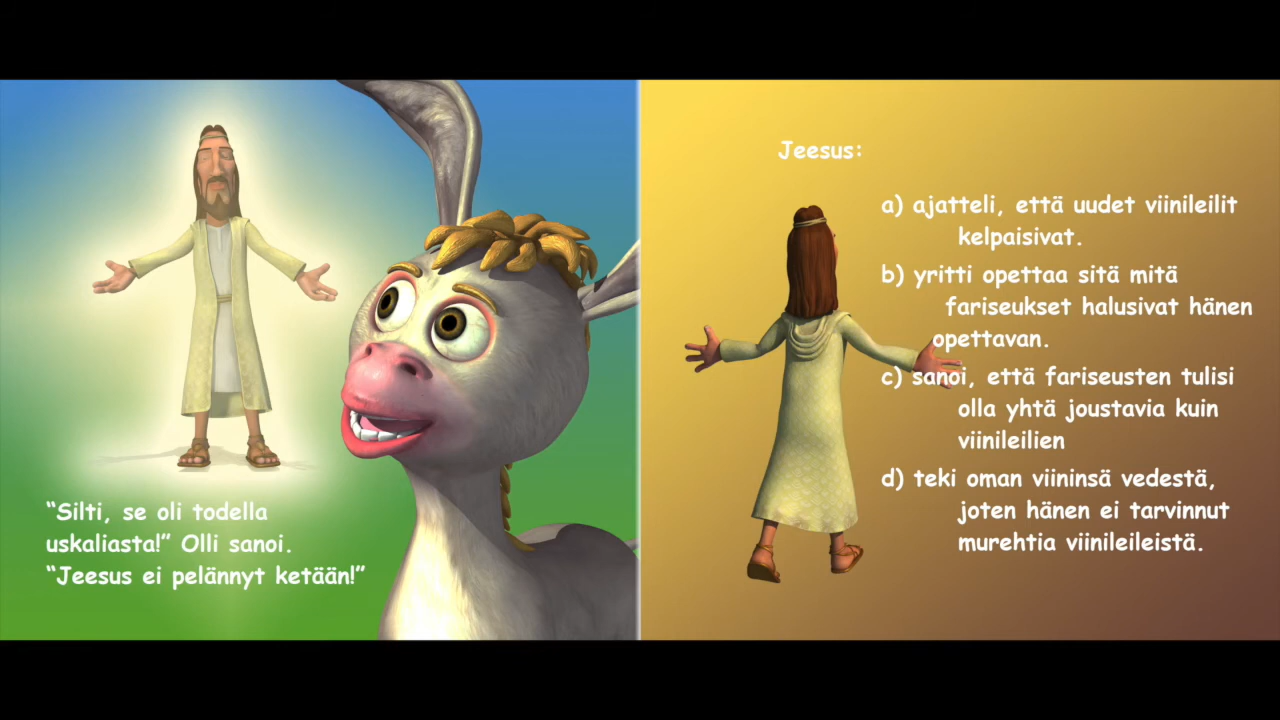 “Silti, se oli todella
uskaliasta!” Olli sanoi.
“Jeesus ei pelännyt ketään!”
Jeesus:
a) ajatteli, että uudet viinileilit
kelpaisivat.
b) yritti opettaa sitä mitä
fariseukset halusivat hänen
opettavan.
c) sanoi, että fariseusten tulisi
olla yhtä joustavia kuin
viinileilien
d) teki oman viininsä vedestä,
joten hänen ei tarvinnut
murehtia viinileileistä.